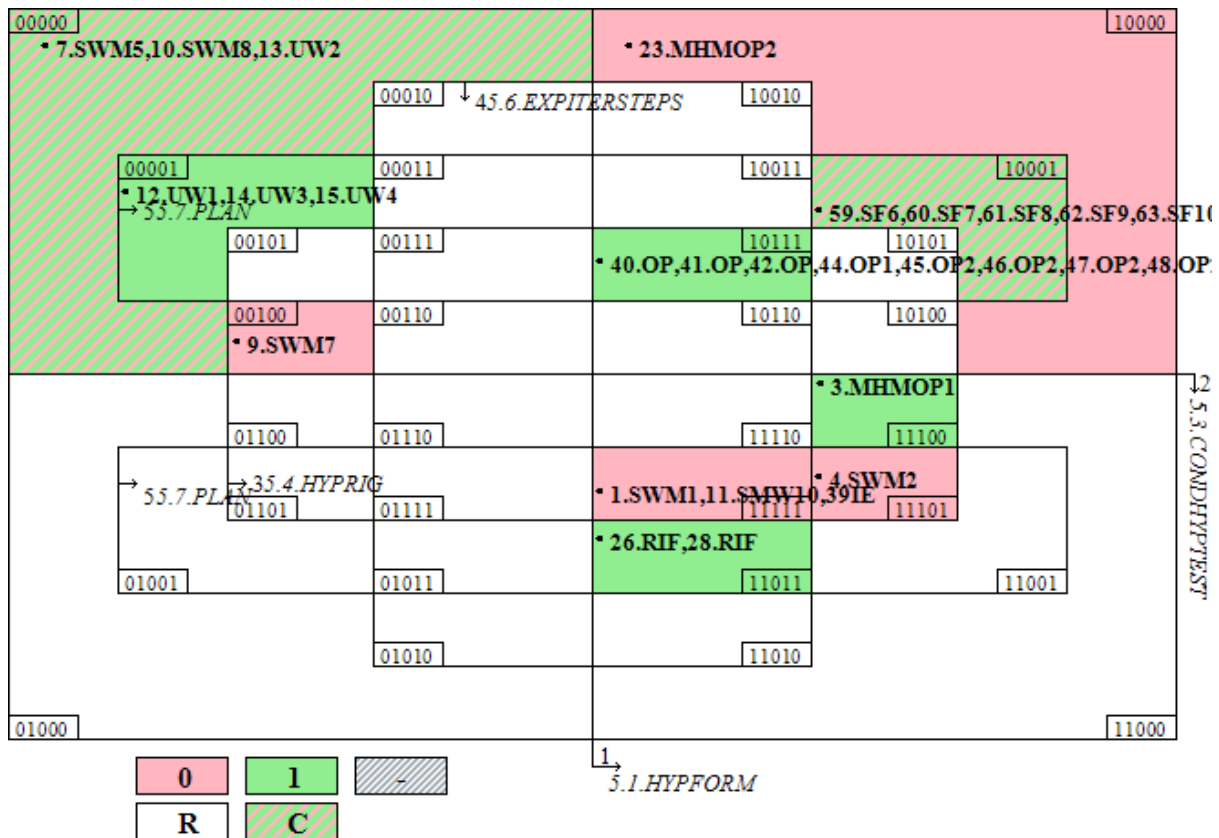 00000 10000
7.SWM5,10.SWM8,13.UW2 23.MHMOP2
00010 45.6.EXPITERSTEPS 10010
00001 00011 10011 10001
12.UW1,14.UW3,15.UW4
55.7.PLAN 59.SF6,60.SF7,61.SF8,62.SF9,63.SF10
00101 00111 10111 10101
40.OP,41.OP,42.OP,44.OP1,45.OP2,46.OP2,47.OP2,48.OP
00100 00110 10110 10100
9.SWM7
3.MHMOP1 2
5.3.CONDHYPTEST
01100 01110 11110 11100
55.7.PLAN 35.4.HYPRIG 4.SWM2
1.SWM1,11.SMW10,39IE
01101 01111 11111 11101
26.RIF,28.RIF
01001 01011 11011 11001
01010 11010
01000 11000
1
5.1.HYPFORM
0 1 -
R C